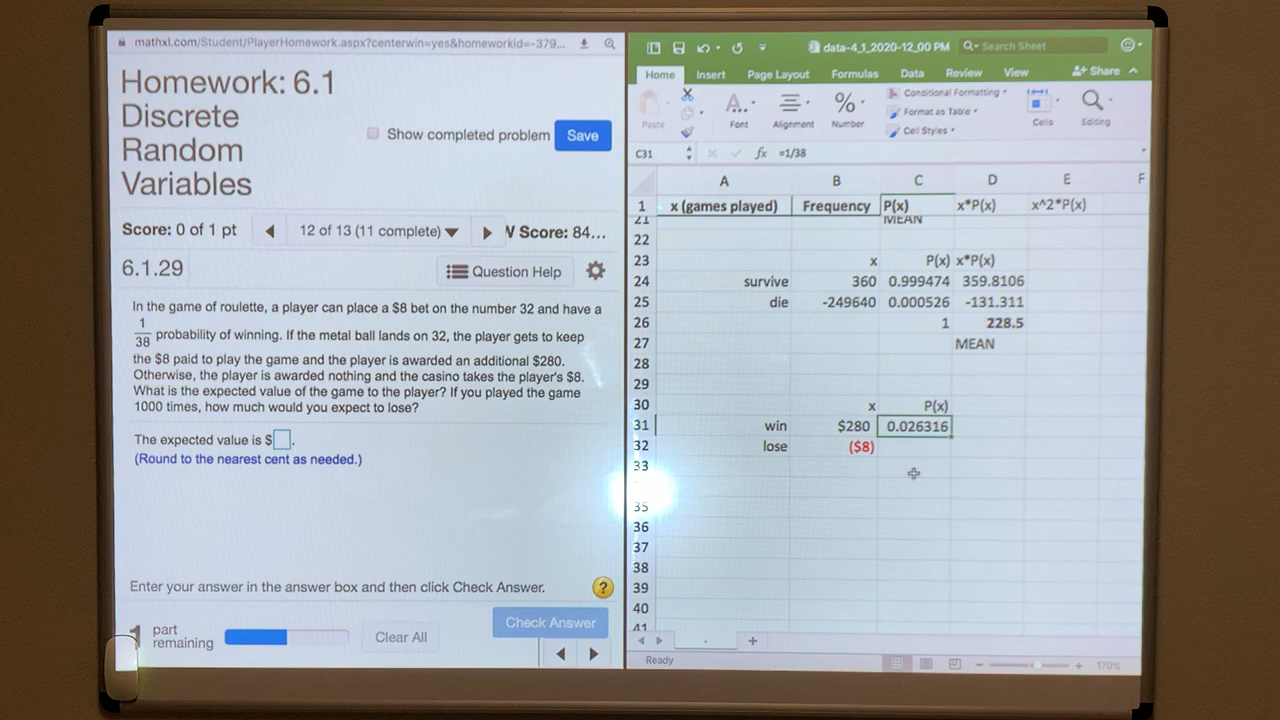 mathxl.com/Student/PlayerHomework.aspx?centerwin=yes&homeworkid=-379...
Homework: 6.1
Discrete
Random
Variables
Show completed problem
Save
Score: 0 of 1 pt
12 of 13 (11 complete)
Score: 84...
6.1.29
Question Help
In the game of roulette, a player can place a $8 bet on the number 32 and have a
1/38 probability of winning. If the metal ball lands on 32, the player gets to keep
the $8 paid to play the game and the player is awarded an additional $280.
Otherwise, the player is awarded nothing and the casino takes the player's $8.
What is the expected value of the game to the player? If you played the game
1000 times, how much would you expect to lose?
The expected value is $ .
(Round to the nearest cent as needed.)
Enter your answer in the answer box and then click Check Answer.
?
1 part
remaining
Clear All
Check Answer
data-4_1_2020-12_00 PM
Search Sheet
Home Insert Page Layout Formulas Data Review View
Share
Paste
Font
Alignment
%
Number
Conditional Formatting
Format as Table
Cell Styles
Cells
Editing
C31
fx =1/38
A B C D E F
1 x (games played) Frequency P(x) x*P(x) x^2*P(x)
21 MEAN
22
23 x P(x) x*P(x)
24 survive 360 0.999474 359.8106
25 die -249640 0.000526 -131.311
26 1 228.5
27 MEAN
28
29
30 x P(x)
31 win $280 0.026316
32 lose ($8)
33
35
36
37
38
39
40
41
Ready
170%